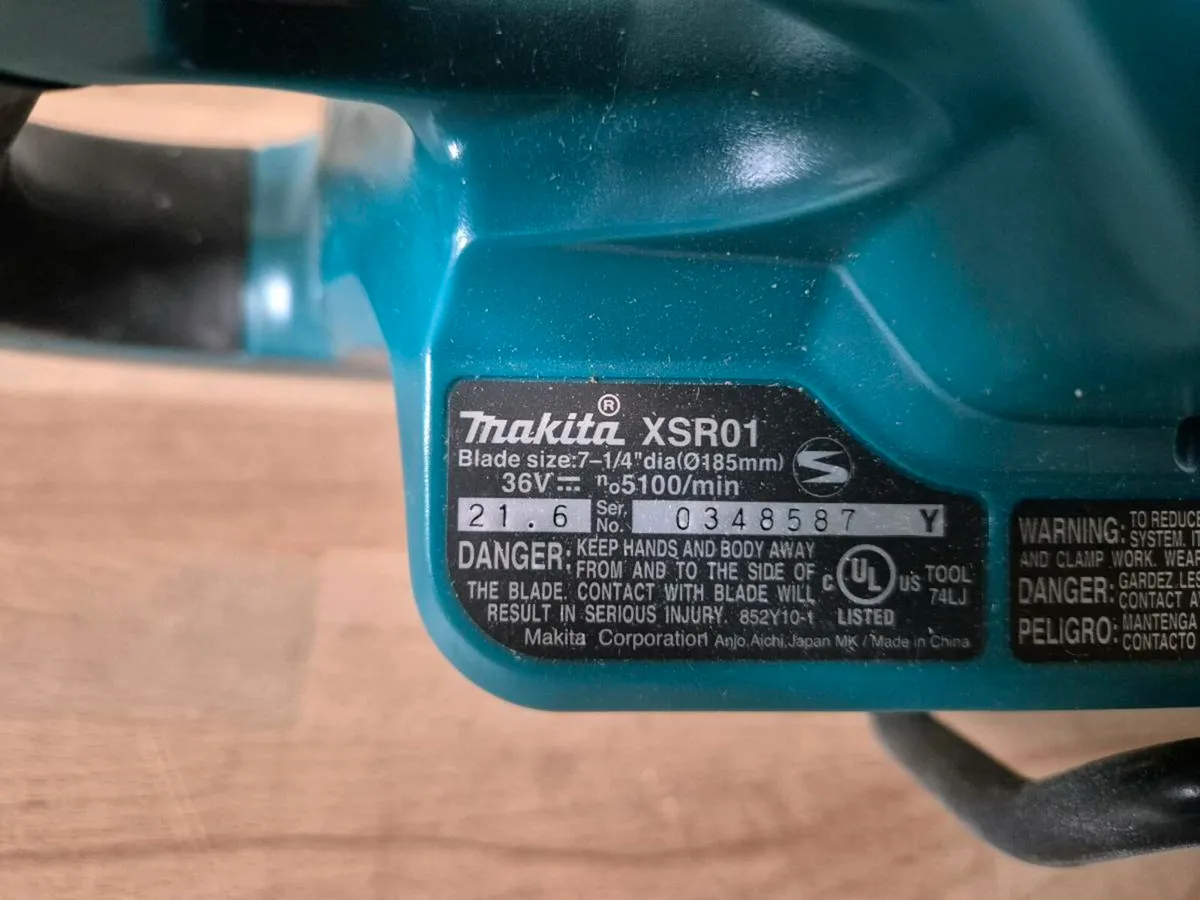 makita® XSR01
Blade size:7-1/4"dia(Ø185mm)
36V⎓ n₀5100/min
21.6 Ser. No. 0348587 Y
DANGER: KEEP HANDS AND BODY AWAY
FROM AND TO THE SIDE OF
THE BLADE. CONTACT WITH BLADE WILL
RESULT IN SERIOUS INJURY. 852Y10-1
C UL US LISTED
TOOL
74LJ
Makita Corporation Anjo,Aichi,Japan MK / Made in China
WARNING: TO REDUCE
SYSTEM.
AND CLAMP WORK. WEAR
DANGER: GARDEZ
CONTACT
PELIGRO: MANTENGA
CONTACTO